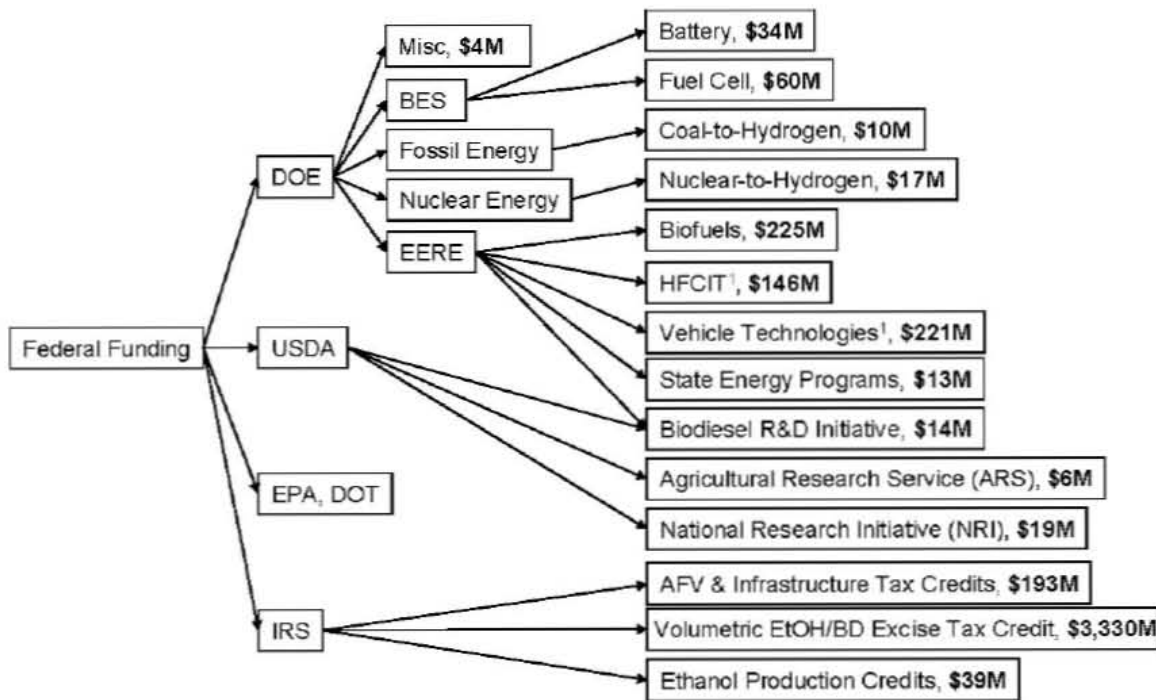 Misc, $4M
Battery, $34M
BES
Fuel Cell, $60M
Fossil Energy
Coal-to-Hydrogen, $10M
DOE
Nuclear Energy
Nuclear-to-Hydrogen, $17M
EERE
Biofuels, $225M
HFCIT¹, $146M
Vehicle Technologies¹, $221M
Federal Funding
USDA
State Energy Programs, $13M
Biodiesel R&D Initiative, $14M
Agricultural Research Service (ARS), $6M
EPA, DOT
National Research Initiative (NRI), $19M
AFV & Infrastructure Tax Credits, $193M
IRS
Volumetric EtOH/BD Excise Tax Credit, $3,330M
Ethanol Production Credits, $39M